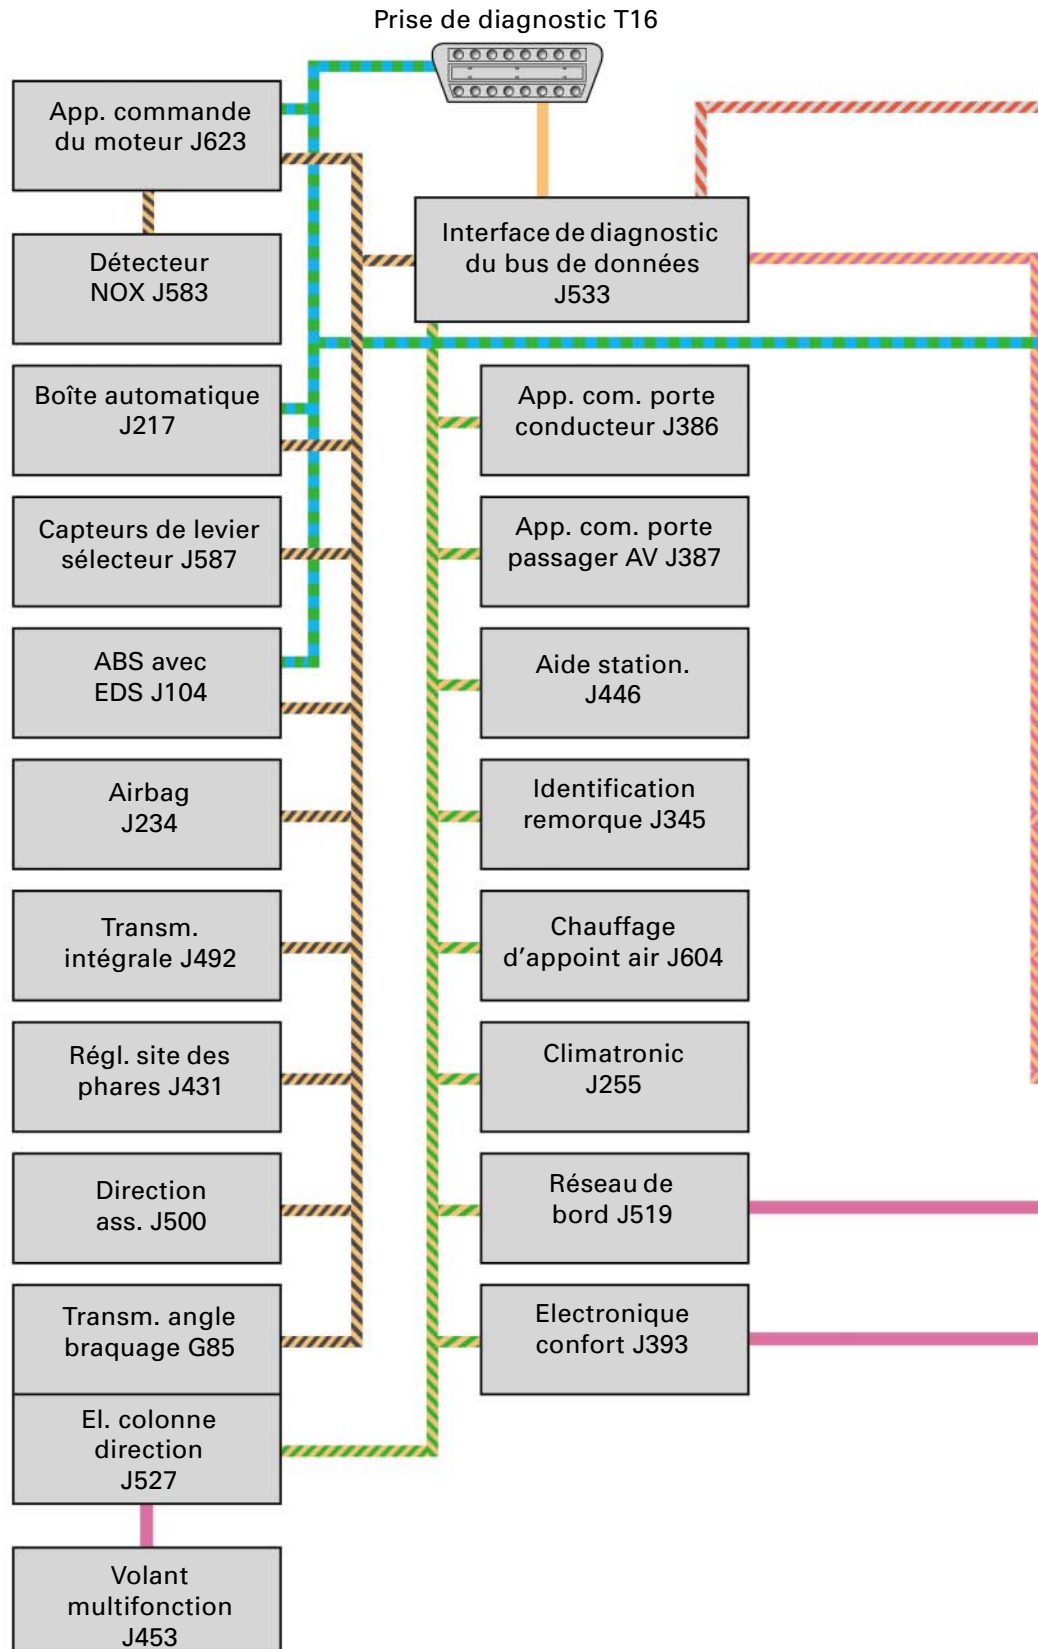 Prise de diagnostic T16
App. commande
du moteur J623
Détecteur
NOX J583
Boîte automatique
J217
Capteurs de levier
sélecteur J587
ABS avec
EDS J104
Airbag
J234
Transm.
intégrale J492
Régl. site des
phares J431
Direction
ass. J500
Transm. angle
braquage G85
El. colonne
direction
J527
Volant
multifonction
J453
Interface de diagnostic
du bus de données
J533
App. com. porte
conducteur J386
App. com. porte
passager AV J387
Aide station.
J446
Identification
remorque J345
Chauffage
d'appoint air J604
Climatronic
J255
Réseau de
bord J519
Electronique
confort J393